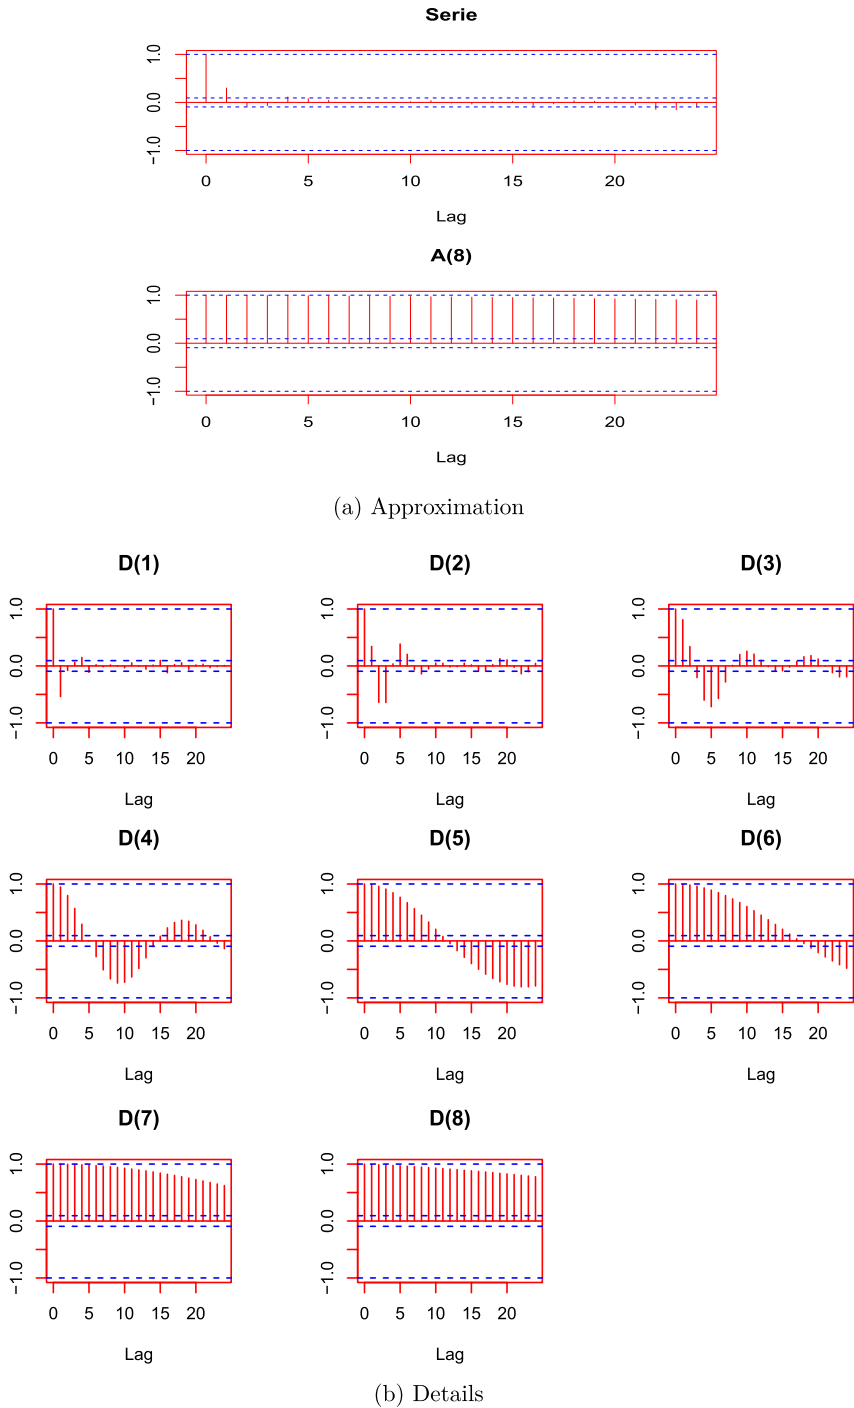 Serie
1.0
0.0
−1.0
0 5 10 15 20
Lag
A(8)
1.0
0.0
−1.0
0 5 10 15 20
Lag
(a) Approximation
D(1) D(2) D(3)
1.0 1.0 1.0
0.0 0.0 0.0
−1.0 −1.0 −1.0
0 5 10 15 20 0 5 10 15 20 0 5 10 15 20
Lag Lag Lag
D(4) D(5) D(6)
1.0 1.0 1.0
0.0 0.0 0.0
−1.0 −1.0 −1.0
0 5 10 15 20 0 5 10 15 20 0 5 10 15 20
Lag Lag Lag
D(7) D(8)
1.0 1.0
0.0 0.0
−1.0 −1.0
0 5 10 15 20 0 5 10 15 20
Lag Lag
(b) Details